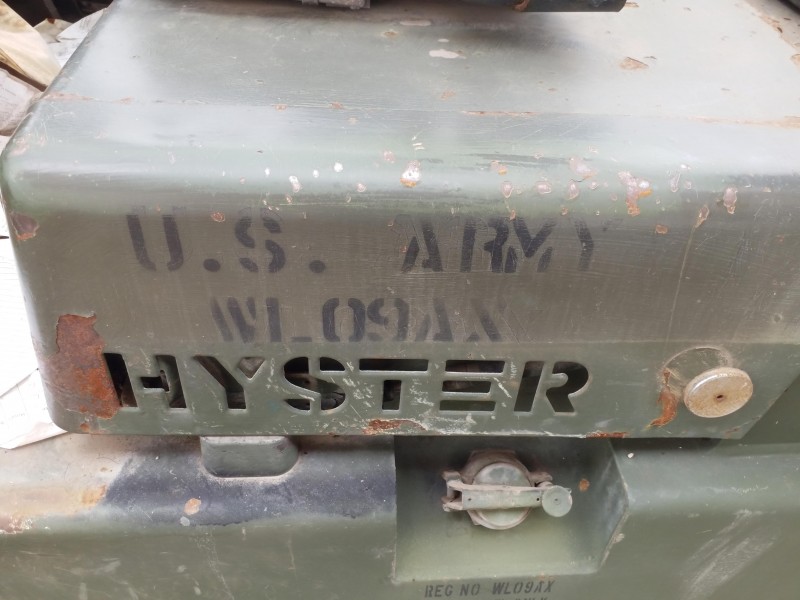 U.S. ARMY
WL09AX
HYSTER
REG NO WL09AX